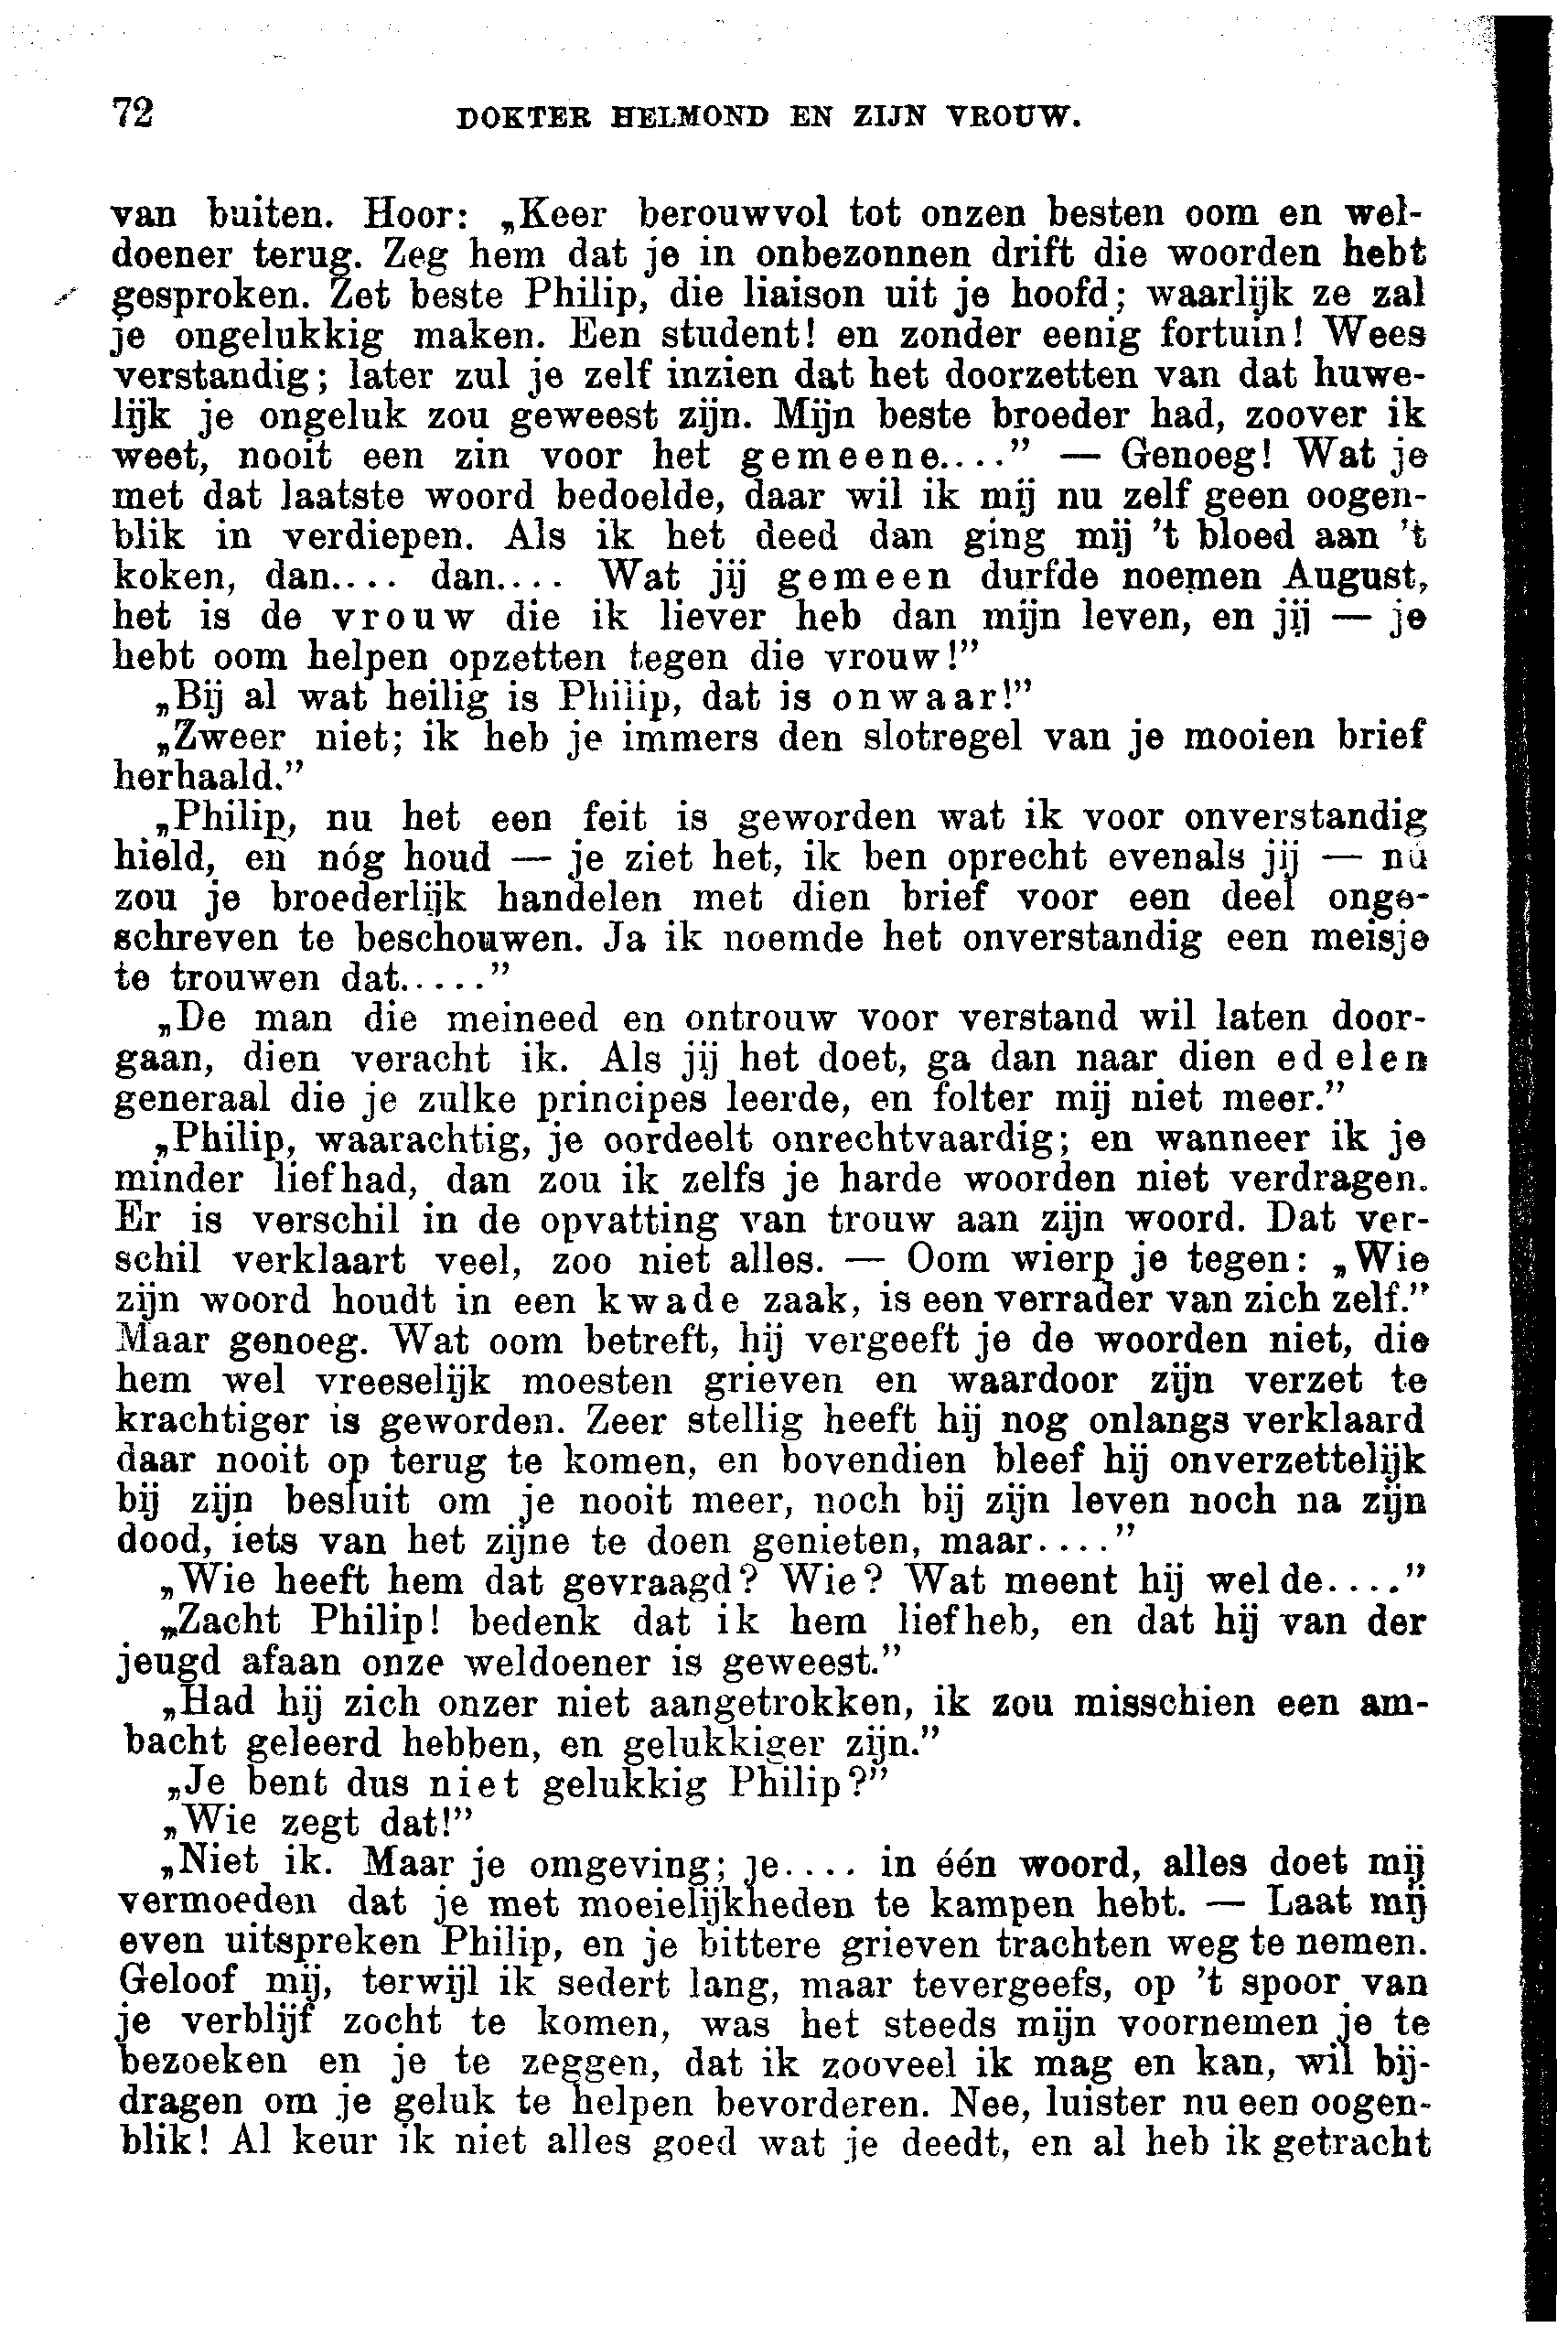 72 DOKTER HELMOND EN ZIJN VROUW.
van buiten. Hoor: „Keer berouwvol tot onzen besten oom en wel-
doener terug. Zeg hem dat je in onbezonnen drift die woorden hebt
gesproken. Zet beste Philip, die liaison uit je hoofd; waarlijk ze zal
je ongelukkig maken. Een student! en zonder eenig fortuin! Wees
verstandig; later zul je zelf inzien dat het doorzetten van dat huwe-
lijk je ongeluk zou geweest zijn. Mijn beste broeder had, zoover ik
weet, nooit een zin voor het gemeene....” — Genoeg! Wat je
met dat laatste woord bedoelde, daar wil ik mij nu zelf geen oogen-
blik in verdiepen. Als ik het deed dan ging mij 't bloed aan 't
koken, dan.... dan.... Wat jij gemeen durfde noemen August,
het is de vrouw die ik liever heb dan mijn leven, en jij — je
hebt oom helpen opzetten tegen die vrouw!”
„Bij al wat heilig is Philip, dat is onwaar!”
„Zweer niet; ik heb je immers den slotregel van je mooien brief
herhaald.”
„Philip, nu het een feit is geworden wat ik voor onverstandig
hield, en nóg houd — je ziet het, ik ben oprecht evenals jij — nu
zou je broederlijk handelen met dien brief voor een deel onge-
schreven te beschouwen. Ja ik noemde het onverstandig een meisje
te trouwen dat.....”
„De man die meineed en ontrouw voor verstand wil laten door-
gaan, dien veracht ik. Als jij het doet, ga dan naar dien edelen
generaal die je zulke principes leerde, en folter mij niet meer.”
„Philip, waarachtig, je oordeelt onrechtvaardig; en wanneer ik je
minder liefhad, dan zou ik zelfs je harde woorden niet verdragen.
Er is verschil in de opvatting van trouw aan zijn woord. Dat ver-
schil verklaart veel, zoo niet alles. — Oom wierp je tegen: „Wie
zijn woord houdt in een kwade zaak, is een verrader van zich zelf.”
Maar genoeg. Wat oom betreft, hij vergeeft je de woorden niet, die
hem wel vreeselijk moesten grieven en waardoor zijn verzet te
krachtiger is geworden. Zeer stellig heeft hij nog onlangs verklaard
daar nooit op terug te komen, en bovendien bleef hij onverzettelijk
bij zijn besluit om je nooit meer, noch bij zijn leven noch na zijn
dood, iets van het zijne te doen genieten, maar....”
„Wie heeft hem dat gevraagd? Wie? Wat meent hij wel de....”
„Zacht Philip! bedenk dat ik hem liefheb, en dat hij van der
jeugd afaan onze weldoener is geweest.”
„Had hij zich onzer niet aangetrokken, ik zou misschien een am-
bacht geleerd hebben, en gelukkiger zijn.”
„Je bent dus niet gelukkig Philip?”
„Wie zegt dat!”
„Niet ik. Maar je omgeving; je.... in één woord, alles doet mij
vermoeden dat je met moeielijkheden te kampen hebt. — Laat mij
even uitspreken Philip, en je bittere grieven trachten weg te nemen.
Geloof mij, terwijl ik sedert lang, maar tevergeefs, op 't spoor van
je verblijf zocht te komen, was het steeds mijn voornemen je te
bezoeken en je te zeggen, dat ik zooveel ik mag en kan, wil bij-
dragen om je geluk te helpen bevorderen. Nee, luister nu een oogen-
blik! Al keur ik niet alles goed wat je deedt, en al heb ik getracht